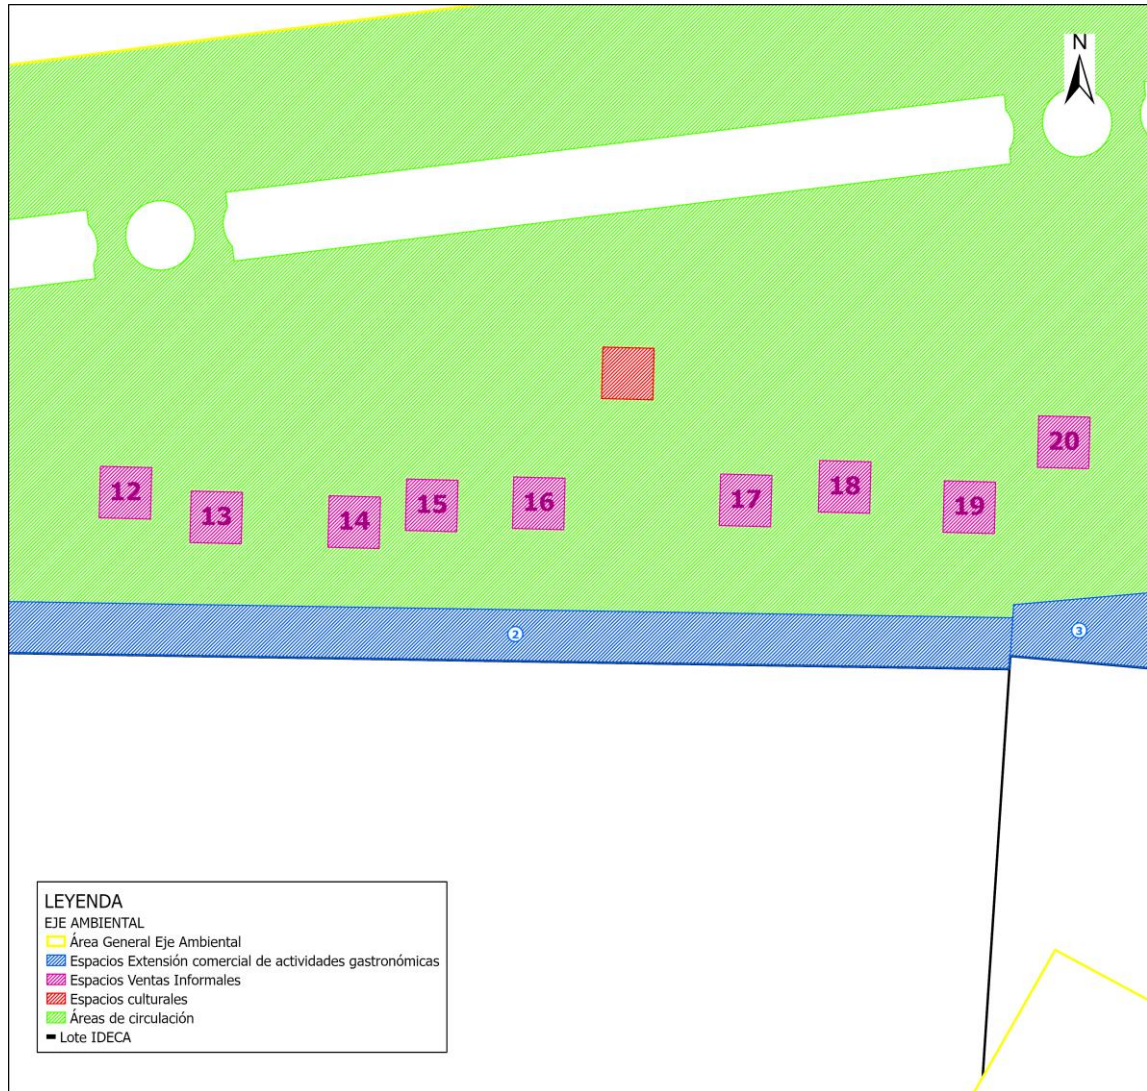 N
20
12
13
14
15
16
17
18
19
2
3
LEYENDA
EJE AMBIENTAL
Área General Eje Ambiental
Espacios Extensión comercial de actividades gastronómicas
Espacios Ventas Informales
Espacios culturales
Áreas de circulación
Lote IDECA